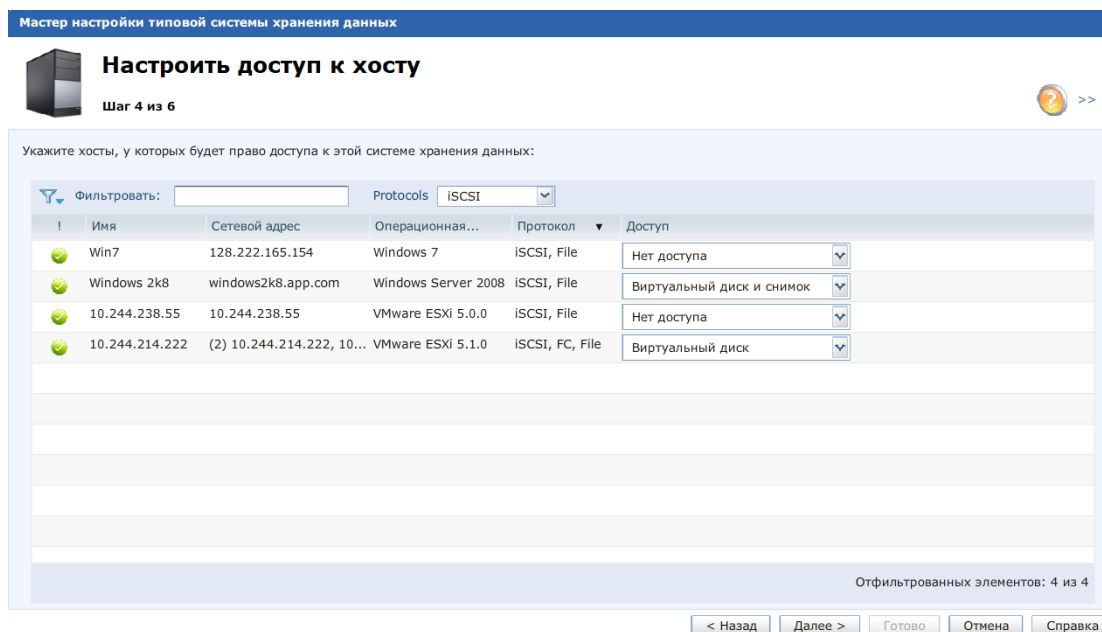 Мастер настройки типовой системы хранения данных
Настроить доступ к хосту
Шаг 4 из 6
? >>
Укажите хосты, у которых будет право доступа к этой системе хранения данных:
Фильтровать: Protocols iSCSI
! Имя Сетевой адрес Операционная... Протокол ▼ Доступ
Win7 128.222.165.154 Windows 7 iSCSI, File Нет доступа
Windows 2k8 windows2k8.app.com Windows Server 2008 iSCSI, File Виртуальный диск и снимок
10.244.238.55 10.244.238.55 VMware ESXi 5.0.0 iSCSI, File Нет доступа
10.244.214.222 (2) 10.244.214.222, 10... VMware ESXi 5.1.0 iSCSI, FC, File Виртуальный диск
Отфильтрованных элементов: 4 из 4
< Назад Далее > Готово Отмена Справка